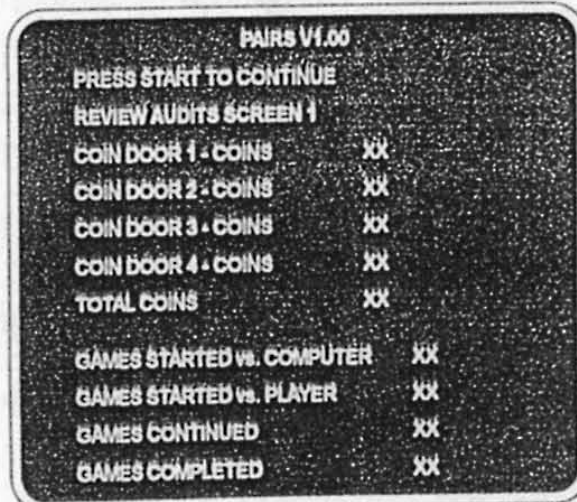 PAIRS V1.00
PRESS START TO CONTINUE
REVIEW AUDITS SCREEN 1
COIN DOOR 1 - COINS XX
COIN DOOR 2 - COINS XX
COIN DOOR 3 - COINS XX
COIN DOOR 4 - COINS XX
TOTAL COINS XX
GAMES STARTED vs. COMPUTER XX
GAMES STARTED vs. PLAYER XX
GAMES CONTINUED XX
GAMES COMPLETED XX